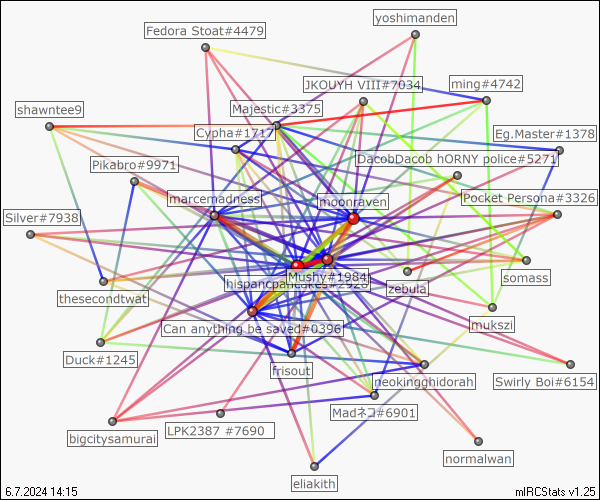 yoshimanden
Fedora Stoat#4479
JKOUYH VIII#7034
ming#4742
shawntee9
Majestic#3375
Cypha#1717
Eg.Master#1378
Pikabro#9971
DacobDacob hORNY police#5271
marcemadness
moonraven
Pocket Persona#3326
Silver#7938
Mushy#1984
hispancpancakes#2926
zebula
somass
thesecondtwat
Can anything be saved#0396
mukszi
Duck#1245
frisout
neokingghidorah
Swirly Boi#6154
Madネコ#6901
bigcitysamurai
LPK2387 #7690
normalwan
eliakith
6.7.2024 14:15
mIRCStats v1.25